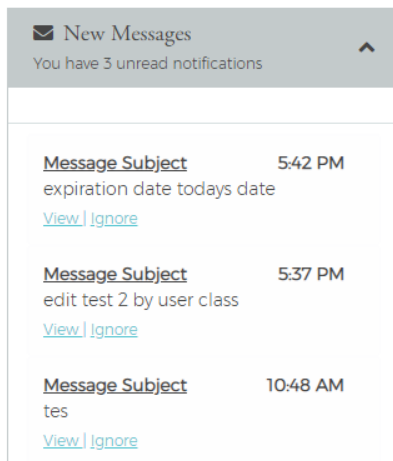 New Messages
You have 3 unread notifications
Message Subject 5:42 PM
expiration date todays date
View | Ignore
Message Subject 5:37 PM
edit test 2 by user class
View | Ignore
Message Subject 10:48 AM
tes
View | Ignore